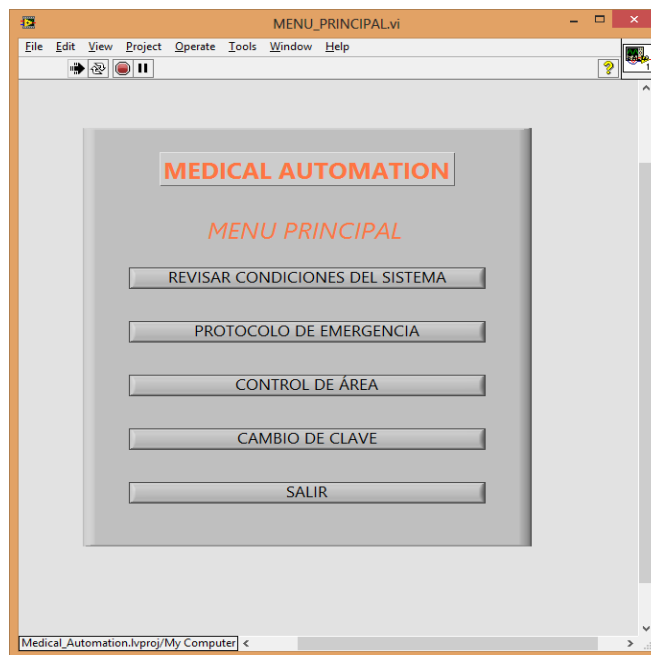 MENU_PRINCIPAL.vi
File Edit View Project Operate Tools Window Help
1
MEDICAL AUTOMATION
MENU PRINCIPAL
REVISAR CONDICIONES DEL SISTEMA
PROTOCOLO DE EMERGENCIA
CONTROL DE ÁREA
CAMBIO DE CLAVE
SALIR
Medical_Automation.lvproj/My Computer